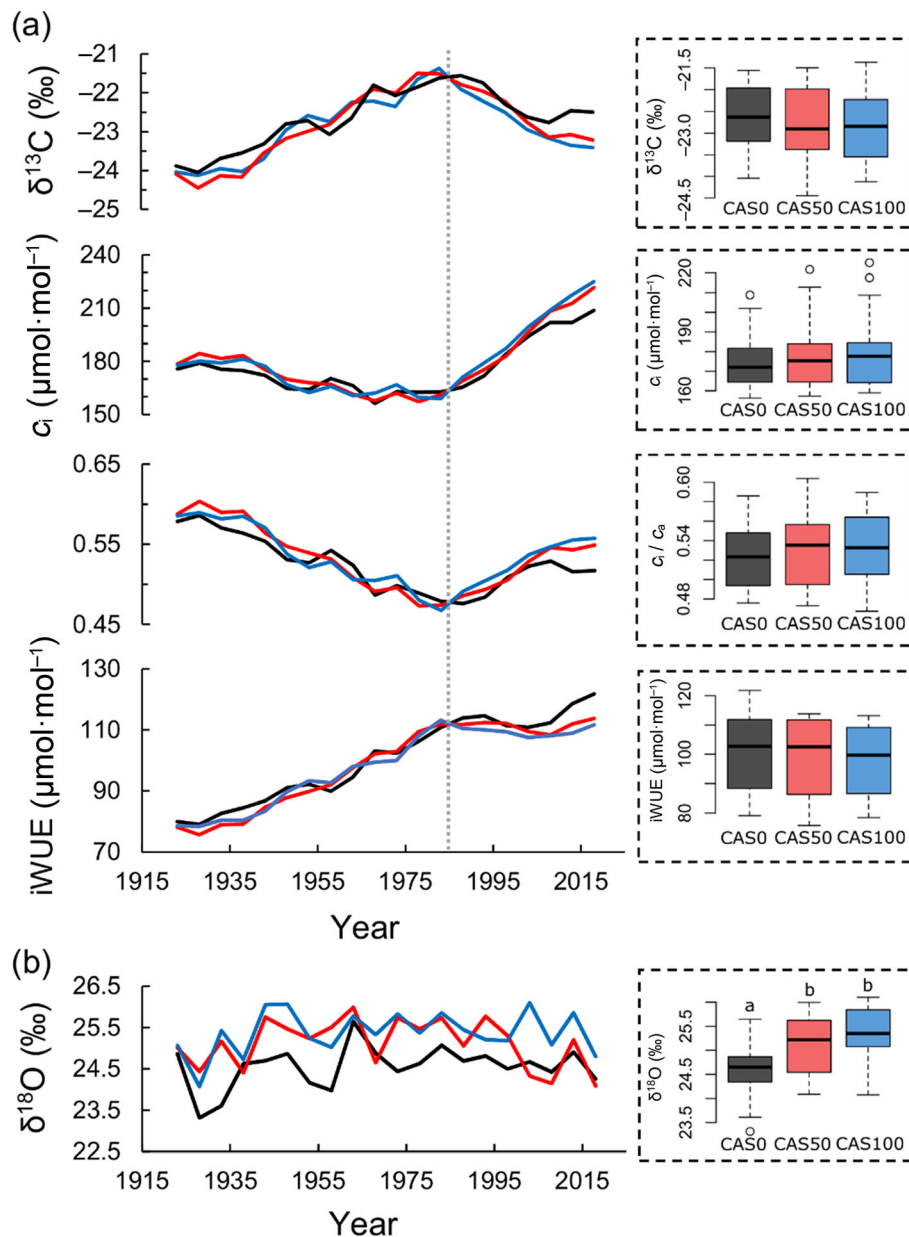 (a)
δ¹³C (‰)
–21
–22
–23
–24
–25
δ¹³C (‰)
–21.5
–23.0
–24.5
CAS0 CAS50 CAS100
cᵢ (µmol·mol⁻¹)
240
210
180
150
cᵢ (µmol·mol⁻¹)
220
190
160
CAS0 CAS50 CAS100
0.65
0.55
0.45
cᵢ / cₐ
0.60
0.54
0.48
CAS0 CAS50 CAS100
iWUE (µmol·mol⁻¹)
130
110
90
70
1915 1935 1955 1975 1995 2015
Year
iWUE (µmol·mol⁻¹)
120
100
80
CAS0 CAS50 CAS100
(b)
δ¹⁸O (‰)
26.5
25.5
24.5
23.5
22.5
1915 1935 1955 1975 1995 2015
Year
δ¹⁸O (‰)
25.5
24.5
23.5
a b b
CAS0 CAS50 CAS100